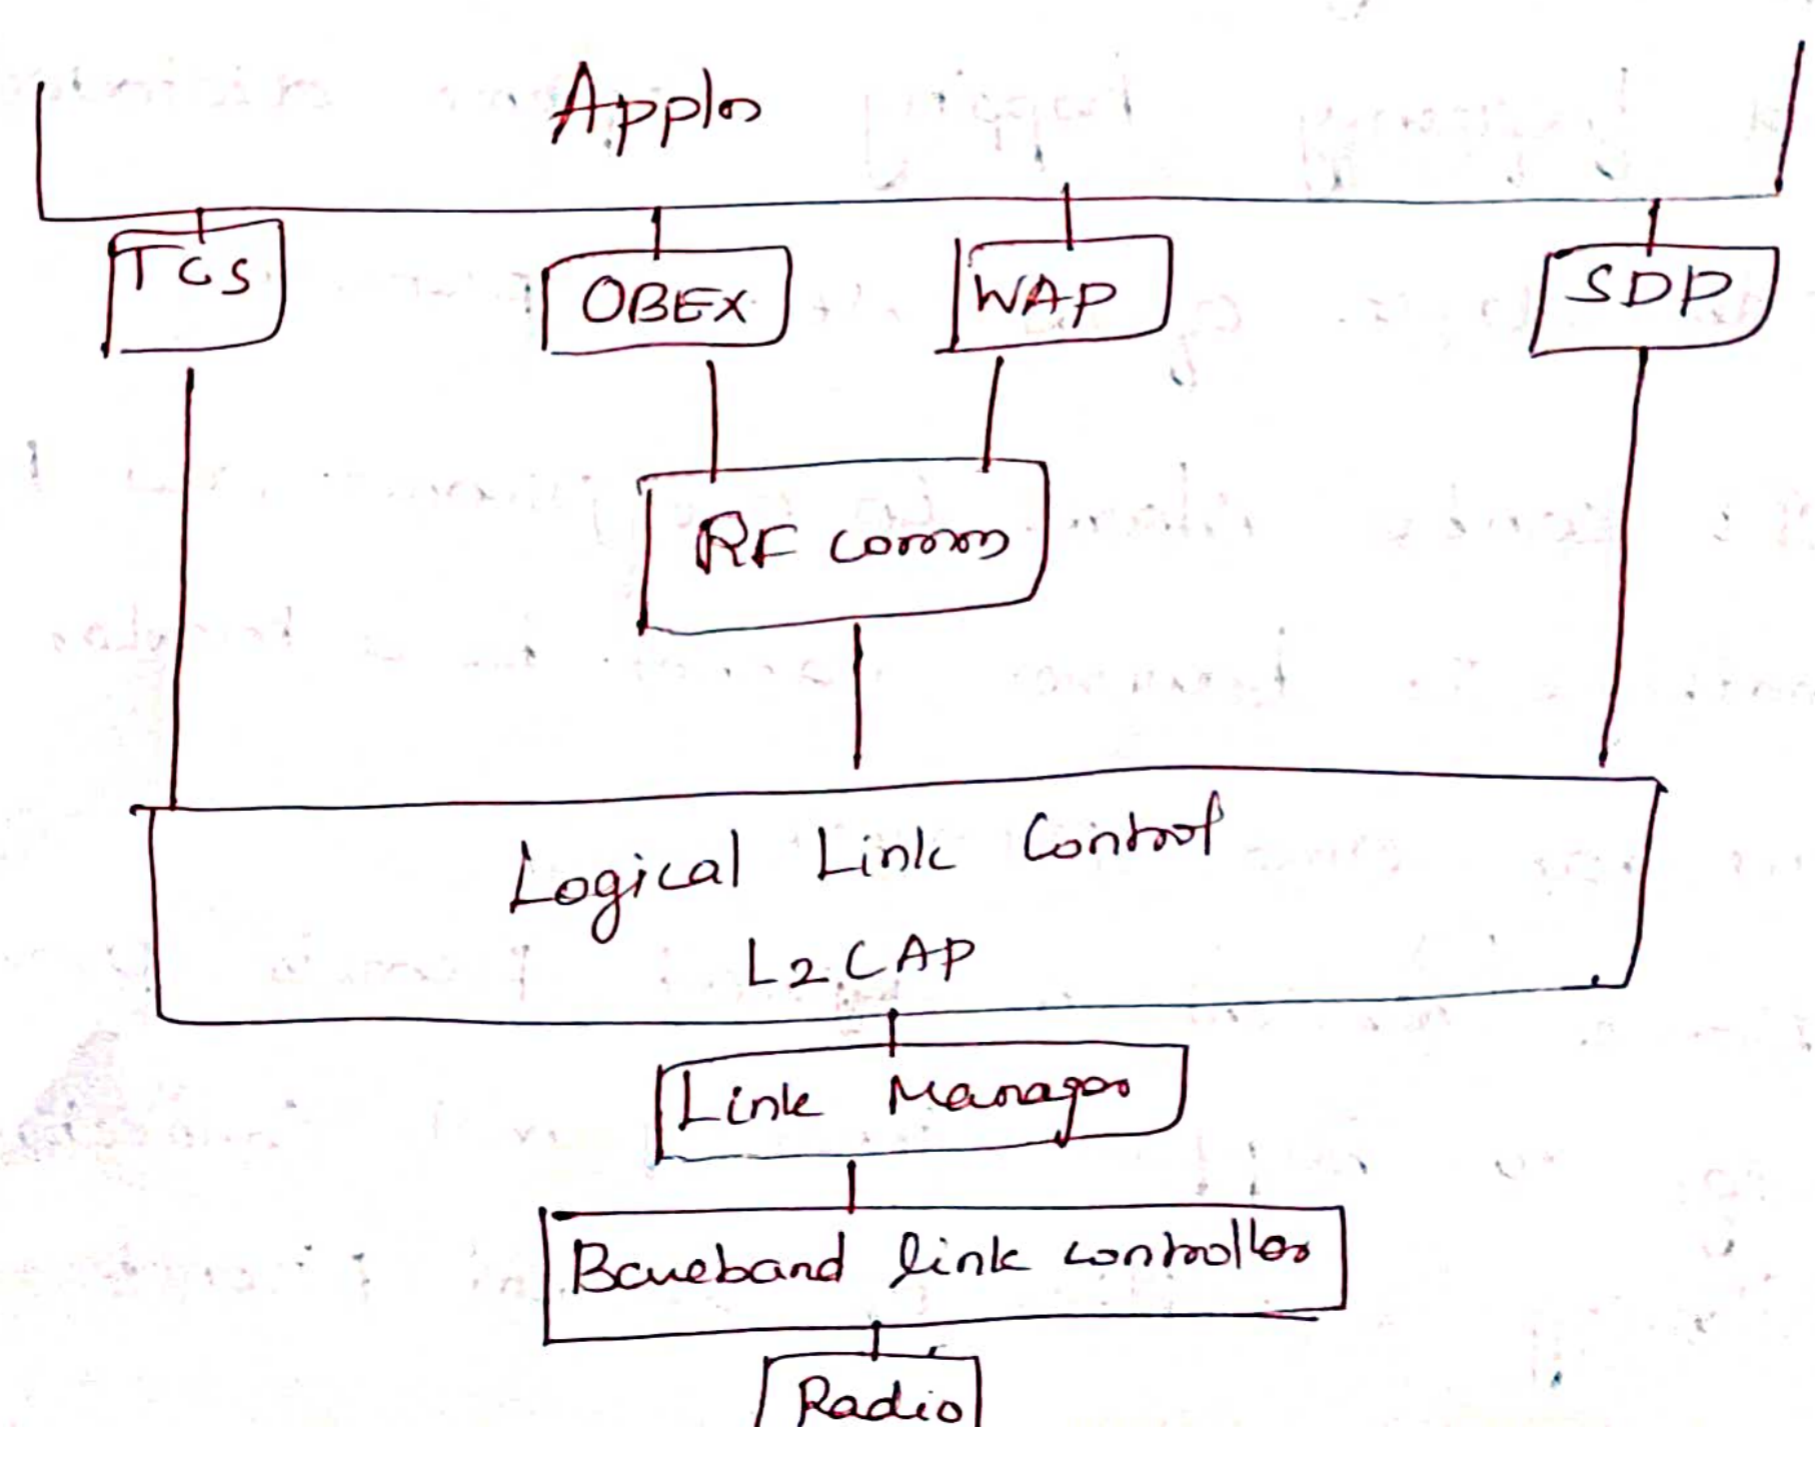 Applns
TCS OBEX WAP SDP
RF comm
Logical Link Control
L2CAP
Link Manager
Baseband link controller
Radio